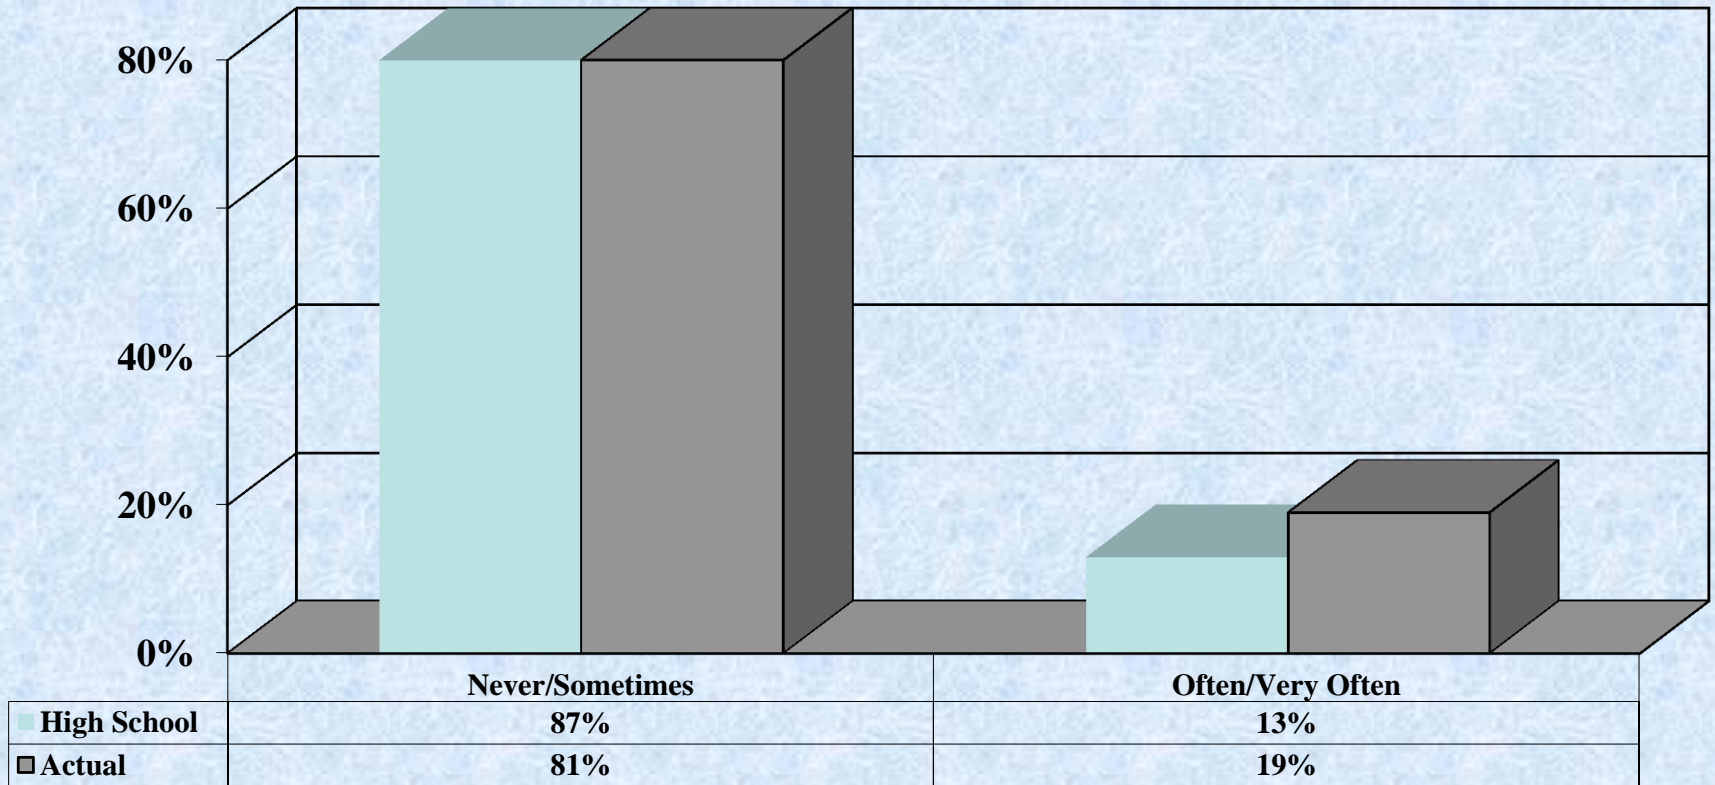 80%
60%
40%
20%
0%
Never/Sometimes Often/Very Often
High School 87% 13%
Actual 81% 19%